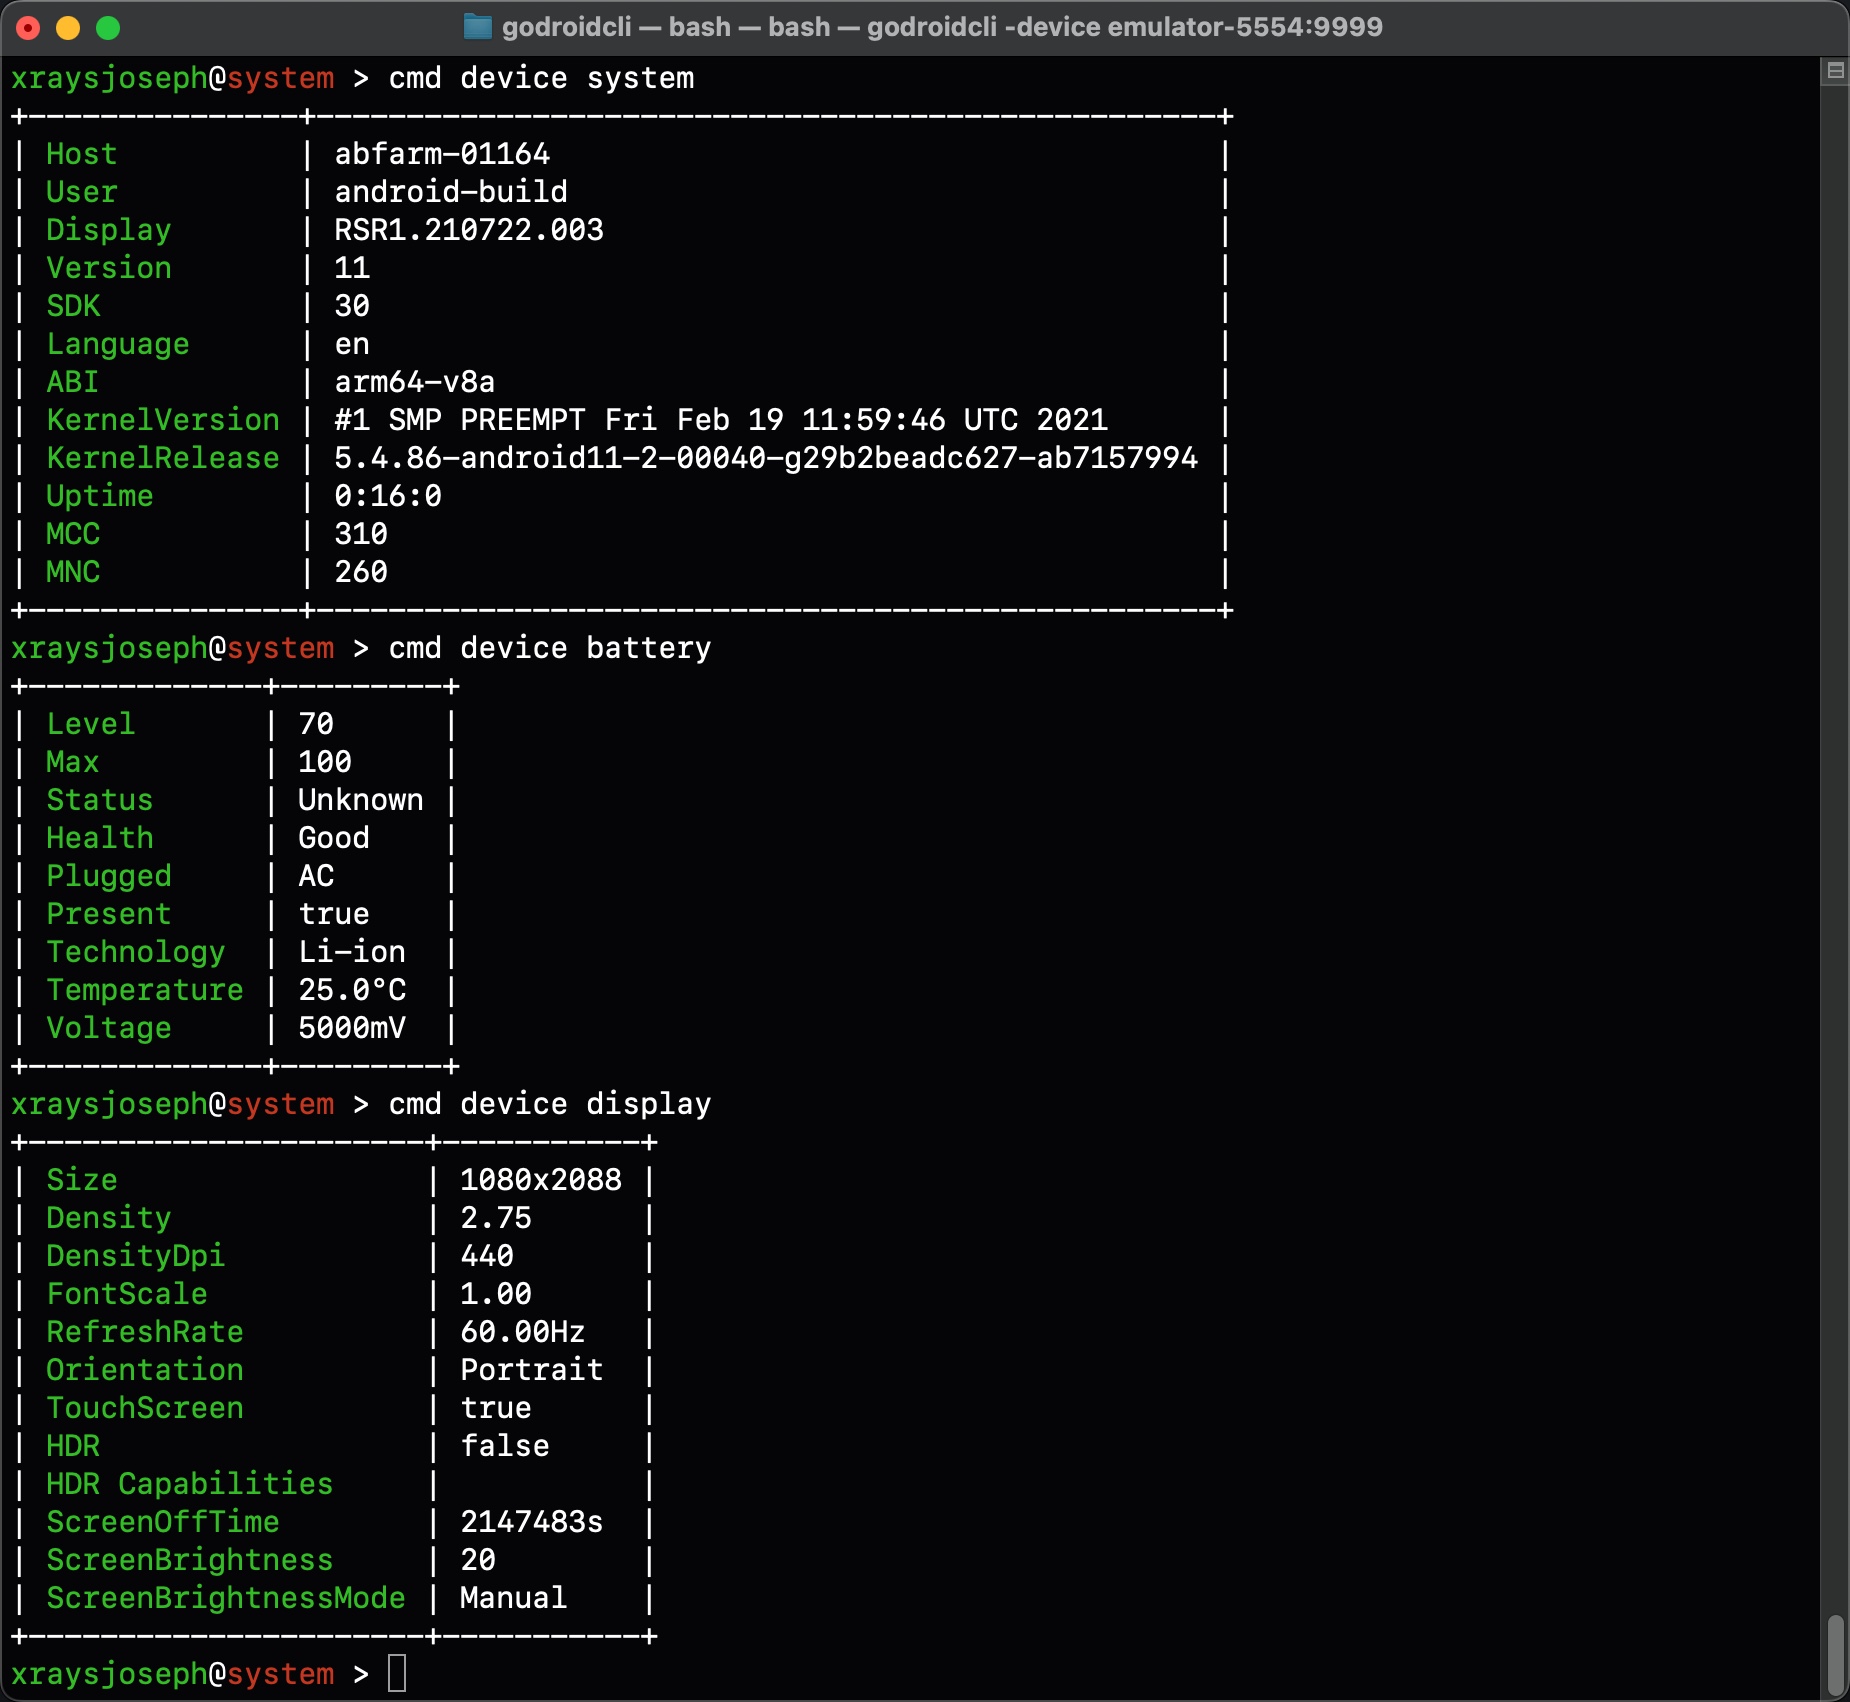 godroidcli — bash — bash — godroidcli -device emulator-5554:9999
xraysjoseph@system > cmd device system
+---------------+--------------------------------------------------+
| Host          | abfarm-01164                                     |
| User          | android-build                                    |
| Display       | RSR1.210722.003                                  |
| Version       | 11                                               |
| SDK           | 30                                               |
| Language      | en                                               |
| ABI           | arm64-v8a                                        |
| KernelVersion | #1 SMP PREEMPT Fri Feb 19 11:59:46 UTC 2021      |
| KernelRelease | 5.4.86-android11-2-00040-g29b2beadc627-ab7157994 |
| Uptime        | 0:16:0                                           |
| MCC           | 310                                              |
| MNC           | 260                                              |
+---------------+--------------------------------------------------+
xraysjoseph@system > cmd device battery
+-------------+---------+
| Level       | 70      |
| Max         | 100     |
| Status      | Unknown |
| Health      | Good    |
| Plugged     | AC      |
| Present     | true    |
| Technology  | Li-ion  |
| Temperature | 25.0°C  |
| Voltage     | 5000mV  |
+-------------+---------+
xraysjoseph@system > cmd device display
+----------------------+-----------+
| Size                 | 1080x2088 |
| Density              | 2.75      |
| DensityDpi           | 440       |
| FontScale            | 1.00      |
| RefreshRate          | 60.00Hz   |
| Orientation          | Portrait  |
| TouchScreen          | true      |
| HDR                  | false     |
| HDR Capabilities     |           |
| ScreenOffTime        | 2147483s  |
| ScreenBrightness     | 20        |
| ScreenBrightnessMode | Manual    |
+----------------------+-----------+
xraysjoseph@system >